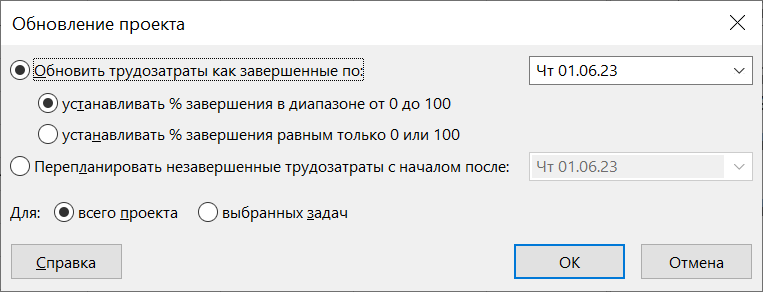 Обновление проекта
Обновить трудозатраты как завершенные по: Чт 01.06.23
устанавливать % завершения в диапазоне от 0 до 100
устанавливать % завершения равным только 0 или 100
Перепланировать незавершенные трудозатраты с началом после: Чт 01.06.23
Для: всего проекта выбранных задач
Справка ОК Отмена